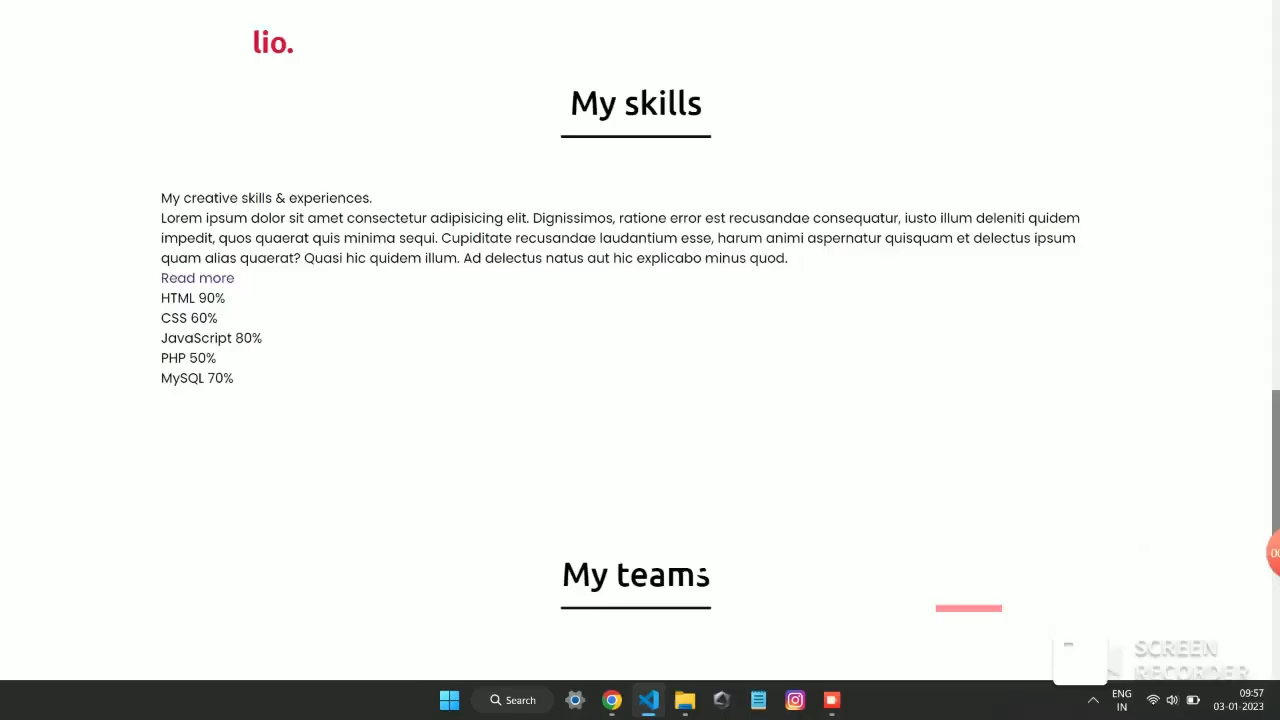 lio.
My skills
My creative skills & experiences.
Lorem ipsum dolor sit amet consectetur adipisicing elit. Dignissimos, ratione error est recusandae consequatur, iusto illum deleniti quidem
impedit, quos quaerat quis minima sequi. Cupiditate recusandae laudantium esse, harum animi aspernatur quisquam et delectus ipsum
quam alias quaerat? Quasi hic quidem illum. Ad delectus natus aut hic explicabo minus quod.
Read more
HTML 90%
CSS 60%
JavaScript 80%
PHP 50%
MySQL 70%
00
My teams
SCREEN
RECORDER
Search
ENG
IN
09:57
03-01-2023